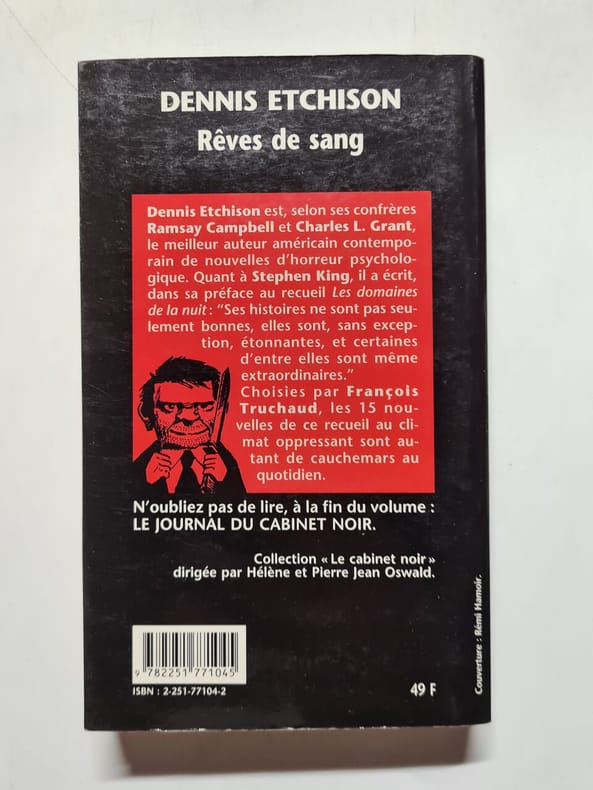 DENNIS ETCHISON
Rêves de sang
Dennis Etchison est, selon ses confrères
Ramsay Campbell et Charles L. Grant,
le meilleur auteur américain contempo-
rain de nouvelles d'horreur psycholo-
gique. Quant à Stephen King, il a écrit,
dans sa préface au recueil Les domaines
de la nuit : "Ses histoires ne sont pas seu-
lement bonnes, elles sont, sans excep-
tion, étonnantes, et certaines
d'entre elles sont même
extraordinaires."
Choisies par François
Truchaud, les 15 nou-
velles de ce recueil au cli-
mat oppressant sont au-
tant de cauchemars au
quotidien.
N'oubliez pas de lire, à la fin du volume :
LE JOURNAL DU CABINET NOIR.
Collection « Le cabinet noir »
dirigée par Hélène et Pierre Jean Oswald.
9 782251 771045
ISBN : 2-251-77104-2
49 F
Couverture : Rémi Hamoir.